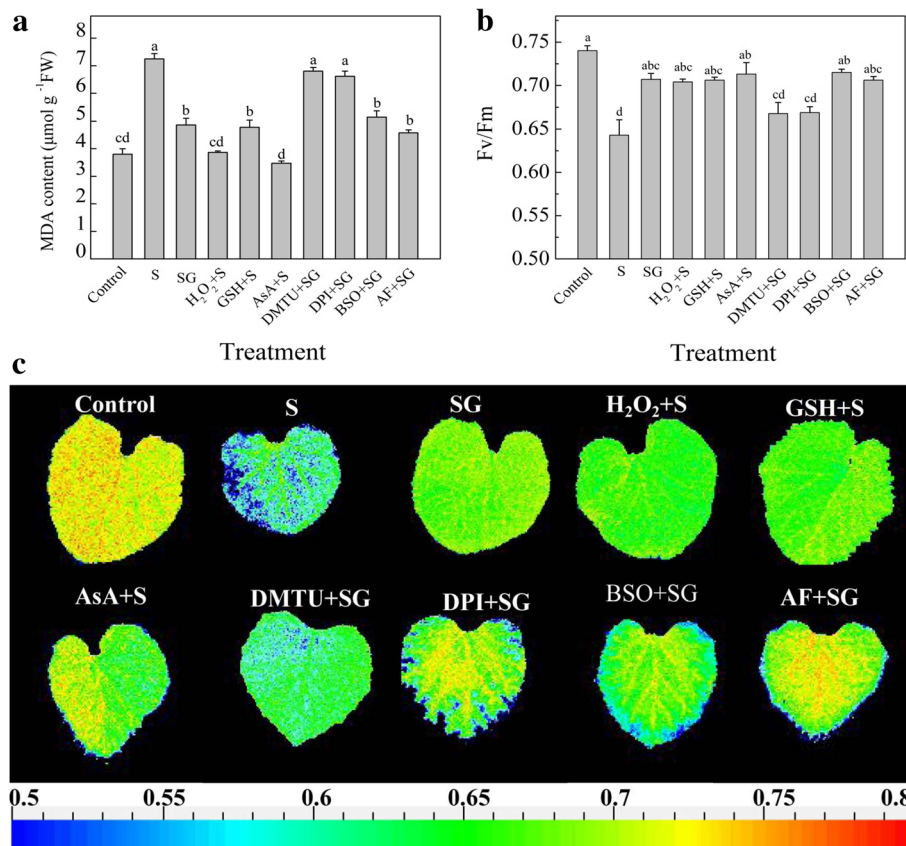 a
MDA content (μmol g ⁻¹FW)
8
7
6
5
4
3
2
1
0
cd
a
b
cd
b
d
a
a
b
b
Control
S
SG
H₂O₂+S
GSH+S
AsA+S
DMTU+SG
DPI+SG
BSO+SG
AF+SG
Treatment
b
Fv/Fm
0.75
0.70
0.65
0.60
0.55
0.50
a
d
abc
abc
abc
ab
cd
cd
ab
abc
Control
S
SG
H₂O₂+S
GSH+S
AsA+S
DMTU+SG
DPI+SG
BSO+SG
AF+SG
Treatment
c
Control S SG H₂O₂+S GSH+S
AsA+S DMTU+SG DPI+SG BSO+SG AF+SG
0.5 0.55 0.6 0.65 0.7 0.75 0.8